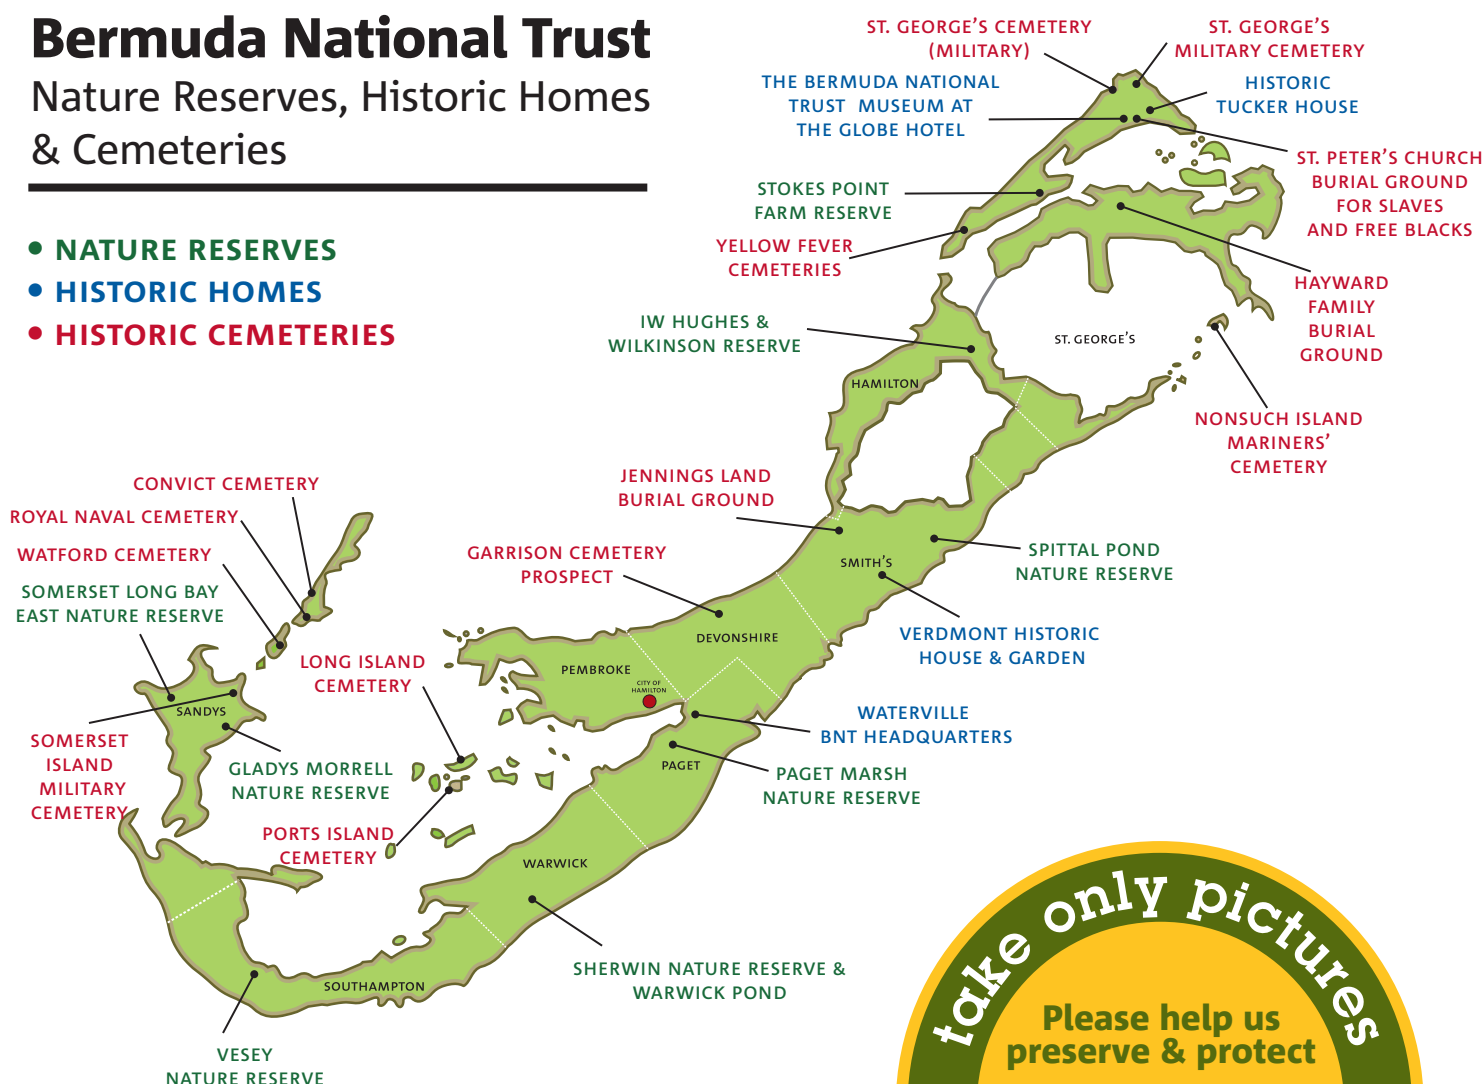 Bermuda National Trust
Nature Reserves, Historic Homes
& Cemeteries
• NATURE RESERVES
• HISTORIC HOMES
• HISTORIC CEMETERIES
ST. GEORGE'S CEMETERY
(MILITARY)
ST. GEORGE'S
MILITARY CEMETERY
THE BERMUDA NATIONAL
TRUST MUSEUM AT
THE GLOBE HOTEL
HISTORIC
TUCKER HOUSE
ST. PETER'S CHURCH
BURIAL GROUND
FOR SLAVES
AND FREE BLACKS
STOKES POINT
FARM RESERVE
YELLOW FEVER
CEMETERIES
HAYWARD
FAMILY
BURIAL
GROUND
IW HUGHES &
WILKINSON RESERVE
ST. GEORGE'S
HAMILTON
NONSUCH ISLAND
MARINERS'
CEMETERY
JENNINGS LAND
BURIAL GROUND
CONVICT CEMETERY
ROYAL NAVAL CEMETERY
WATFORD CEMETERY
SOMERSET LONG BAY
EAST NATURE RESERVE
GARRISON CEMETERY
PROSPECT
SMITH'S
SPITTAL POND
NATURE RESERVE
VERDMONT HISTORIC
HOUSE & GARDEN
DEVONSHIRE
PEMBROKE
CITY OF
HAMILTON
LONG ISLAND
CEMETERY
SANDYS
SOMERSET
ISLAND
MILITARY
CEMETERY
GLADYS MORRELL
NATURE RESERVE
WATERVILLE
BNT HEADQUARTERS
PAGET
PAGET MARSH
NATURE RESERVE
PORTS ISLAND
CEMETERY
WARWICK
SHERWIN NATURE RESERVE &
WARWICK POND
SOUTHAMPTON
VESEY
NATURE RESERVE
take only pictures
Please help us
preserve & protect